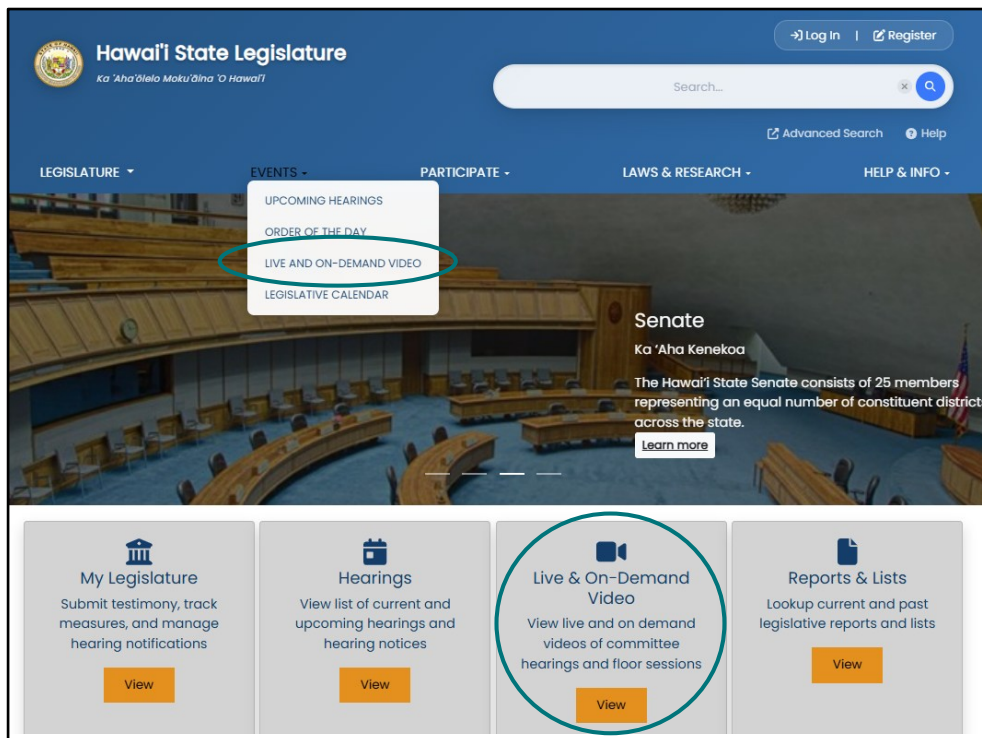 Hawai'i State Legislature
Ka 'Aha'ōlelo Moku'āina 'O Hawai'i
Log In | Register
Search...
Advanced Search Help
LEGISLATURE EVENTS PARTICIPATE LAWS & RESEARCH HELP & INFO
UPCOMING HEARINGS
ORDER OF THE DAY
LIVE AND ON-DEMAND VIDEO
LEGISLATIVE CALENDAR
Senate
Ka ‘Aha Kenekoa
The Hawai‘i State Senate consists of 25 members
representing an equal number of constituent districts
across the state.
Learn more
My Legislature
Submit testimony, track
measures, and manage
hearing notifications
View
Hearings
View list of current and
upcoming hearings and
hearing notices
View
Live & On-Demand
Video
View live and on demand
videos of committee
hearings and floor sessions
View
Reports & Lists
Lookup current and past
legislative reports and lists
View